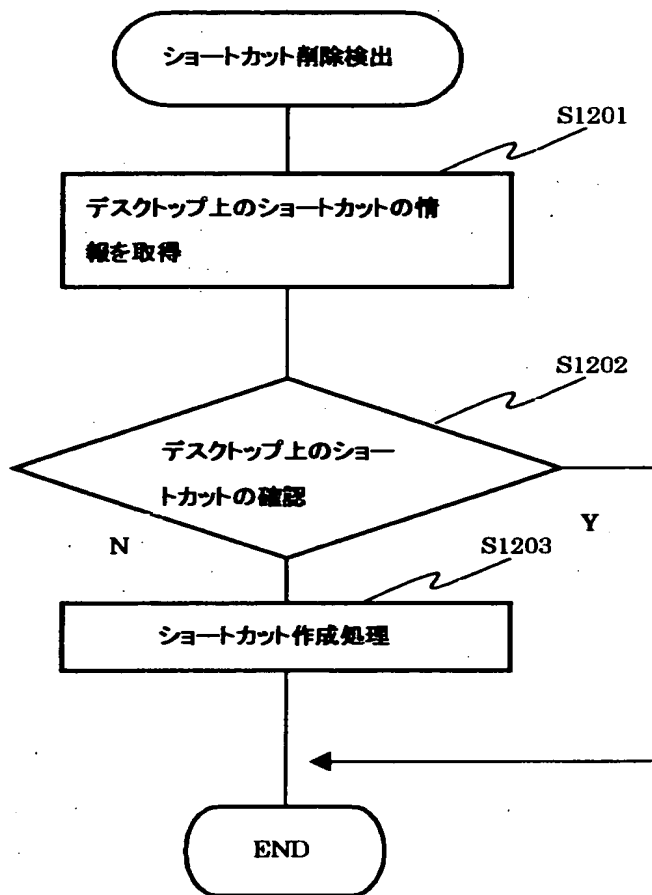 ショートカット削除検出
S1201
デスクトップ上のショートカットの情
報を取得
S1202
デスクトップ上のショー
トカットの確認
N
Y
S1203
ショートカット作成処理
END